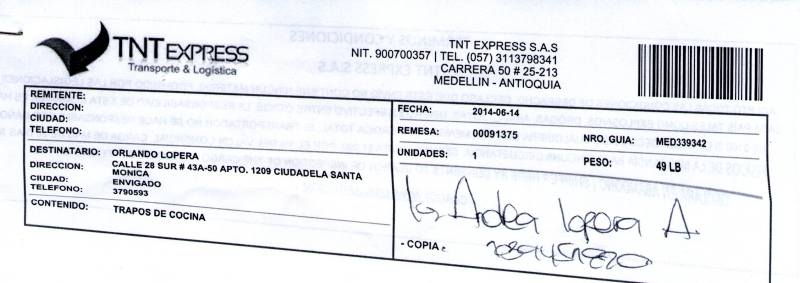 TNT EXPRESS
Transporte & Logística
TNT EXPRESS S.A.S
NIT. 900700357 | TEL. (057) 3113798341
CARRERA 50 # 25-213
MEDELLIN - ANTIOQUIA
REMITENTE:
DIRECCION:
CIUDAD:
TELEFONO:
DESTINATARIO: ORLANDO LOPERA
DIRECCION: CALLE 28 SUR # 43A-50 APTO. 1209 CIUDADELA SANTA
MONICA
CIUDAD: ENVIGADO
TELEFONO: 3790593
CONTENIDO: TRAPOS DE COCINA
FECHA: 2014-06-14
REMESA: 00091375 NRO. GUIA: MED339342
UNIDADES: 1 PESO: 49 LB
Lopera A.
- COPIA -